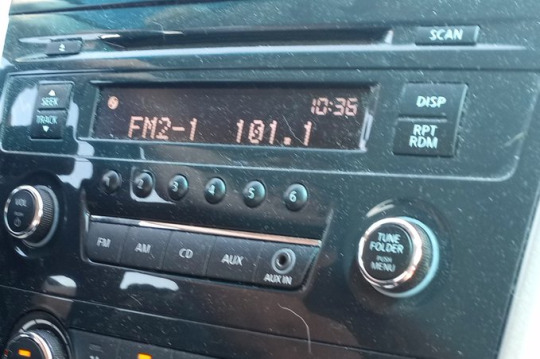 SCAN
10:36
FM2-1 101.1
SEEK
TRACK
DISP
RPT
RDM
2
3
4
5
6
VOL
FM
AM
CD
AUX
AUX IN
TUNE
FOLDER
PUSH
MENU